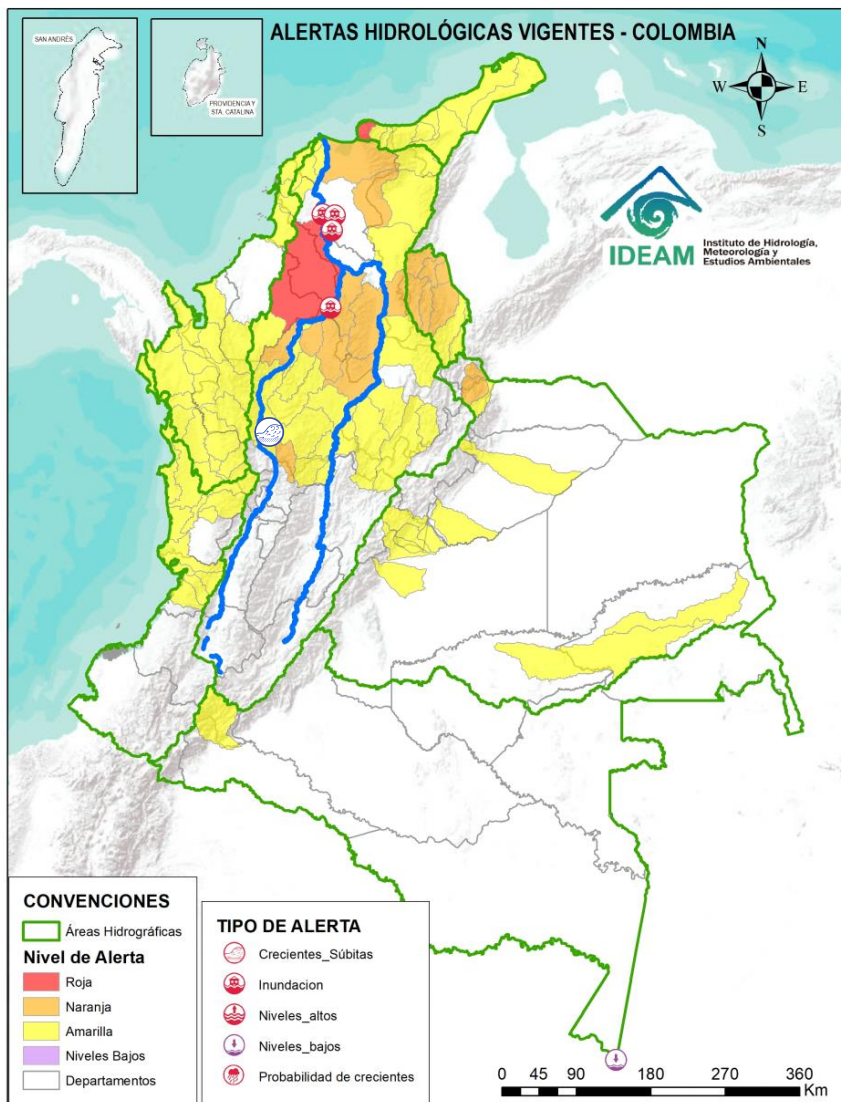 ALERTAS HIDROLÓGICAS VIGENTES - COLOMBIA
SAN ANDRÉS
PROVIDENCIA Y
STA. CATALINA
N
W
E
S
IDEAM
Instituto de Hidrología,
Meteorología y
Estudios Ambientales
CONVENCIONES
Áreas Hidrográficas
Nivel de Alerta
Roja
Naranja
Amarilla
Niveles Bajos
Departamentos
TIPO DE ALERTA
Crecientes_Súbitas
Inundacion
Niveles_altos
Niveles_bajos
Probabilidad de crecientes
0 45 90 180 270 360
Km